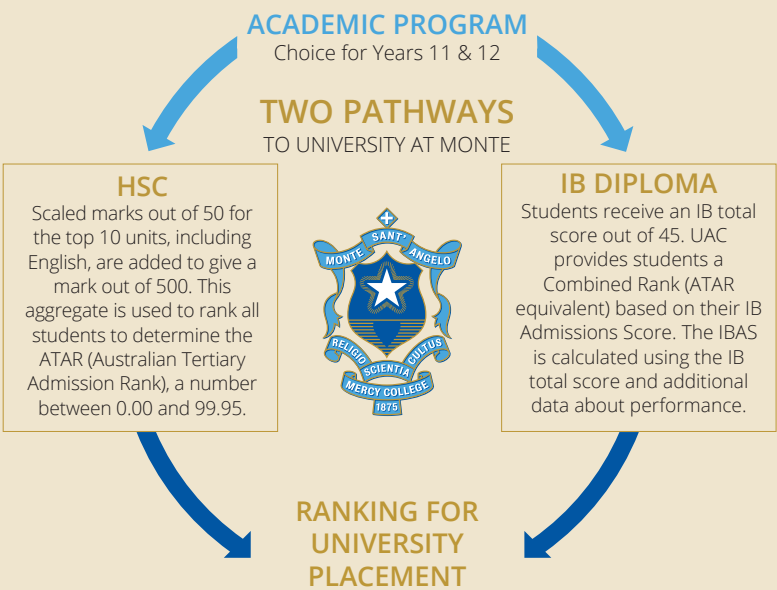 ACADEMIC PROGRAM
Choice for Years 11 & 12
TWO PATHWAYS
TO UNIVERSITY AT MONTE
HSC
Scaled marks out of 50 for
the top 10 units, including
English, are added to give a
mark out of 500. This
aggregate is used to rank all
students to determine the
ATAR (Australian Tertiary
Admission Rank), a number
between 0.00 and 99.95.
MONTE SANT' ANGELO
RELIGIO SCIENTIA CULTUS
MERCY COLLEGE
1875
IB DIPLOMA
Students receive an IB total
score out of 45. UAC
provides students a
Combined Rank (ATAR
equivalent) based on their IB
Admissions Score. The IBAS
is calculated using the IB
total score and additional
data about performance.
RANKING FOR
UNIVERSITY
PLACEMENT